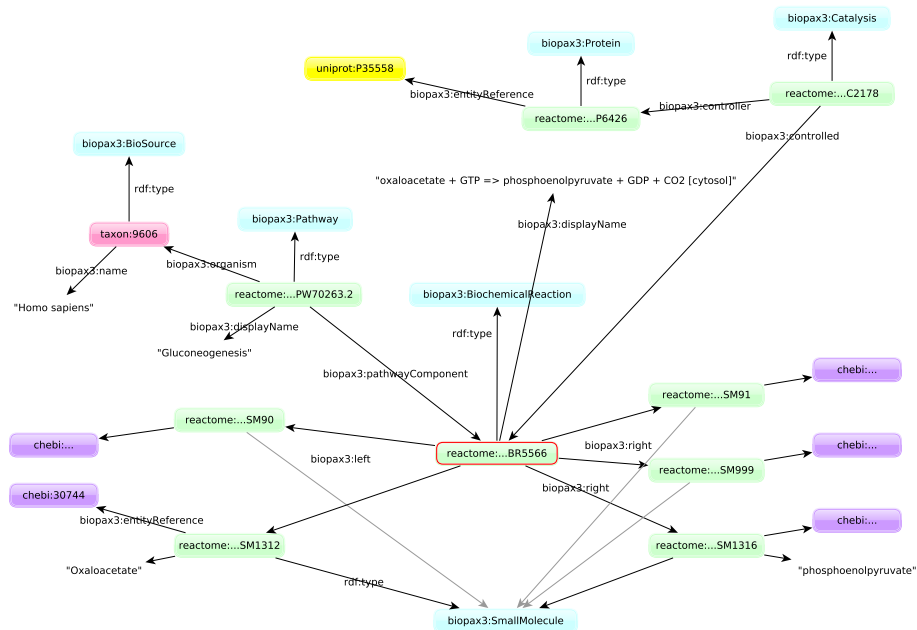 biopax3:Catalysis
biopax3:Protein
rdf:type
uniprot:P35558
rdf:type
biopax3:entityReference
reactome:...C2178
biopax3:controller
reactome:...P6426
biopax3:controlled
biopax3:BioSource
"oxaloacetate + GTP => phosphoenolpyruvate + GDP + CO2 [cytosol]"
rdf:type
biopax3:Pathway
biopax3:displayName
taxon:9606
rdf:type
biopax3:organism
biopax3:name
reactome:...PW70263.2
biopax3:BiochemicalReaction
"Homo sapiens"
biopax3:displayName
rdf:type
"Gluconeogenesis"
biopax3:pathwayComponent
chebi:...
reactome:...SM91
reactome:...SM90
chebi:...
biopax3:right
chebi:...
reactome:...BR5566
biopax3:left
reactome:...SM999
chebi:30744
biopax3:right
biopax3:entityReference
chebi:...
reactome:...SM1312
reactome:...SM1316
"Oxaloacetate"
"phosphoenolpyruvate"
rdf:type
biopax3:SmallMolecule